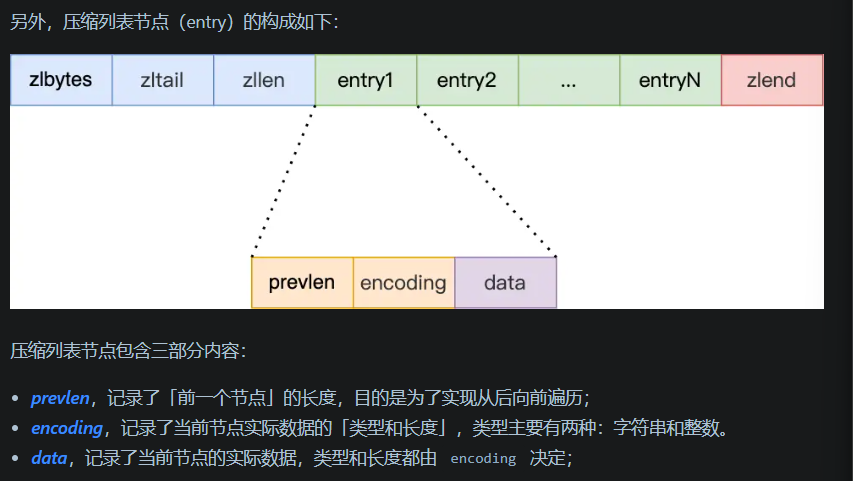 另外，压缩列表节点（entry）的构成如下：
zlbytes zltail zllen entry1 entry2 ... entryN zlend
prevlen encoding data
压缩列表节点包含三部分内容：
• prevlen，记录了「前一个节点」的长度，目的是为了实现从后向前遍历；
• encoding，记录了当前节点实际数据的「类型和长度」，类型主要有两种：字符串和整数。
• data，记录了当前节点的实际数据，类型和长度都由 encoding 决定；